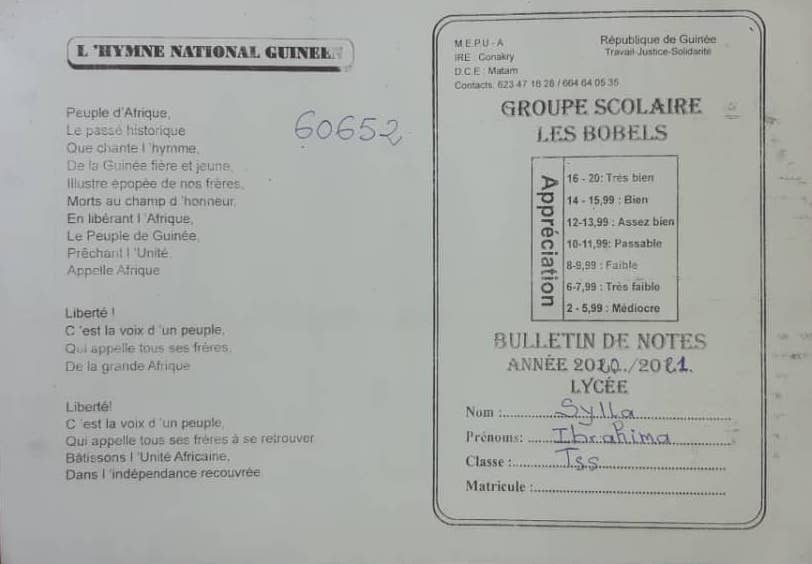 L 'HYMNE NATIONAL GUINEEN
Peuple d'Afrique,
Le passé historique
Que chante l 'hymme,
De la Guinée fière et jeune,
Illustre épopée de nos frères,
Morts au champ d 'honneur,
En libérant l 'Afrique,
Le Peuple de Guinée,
Prêchant l 'Unité,
Appelle Afrique
Liberté !
C 'est la voix d 'un peuple,
Qui appelle tous ses frères,
De la grande Afrique
Liberté!
C 'est la voix d 'un peuple,
Qui appelle tous ses frères à se retrouver
Bâtissons l 'Unité Africaine,
Dans l 'indépendance recouvrée
60652
M E P U - A
IRE : Conakry
D.C.E : Matam
Contacts: 623 47 18 28 / 664 64 05 35
République de Guinée
Travail-Justice-Solidarité
GROUPE SCOLAIRE
LES BOBELS
Appréciation
16 - 20: Très bien
14 - 15,99 : Bien
12-13,99 : Assez bien
10-11,99: Passable
8-9,99 : Faible
6-7,99 : Très faible
2 - 5,99 : Médiocre
BULLETIN DE NOTES
ANNÉE 2020./2021.
LYCÉE
Nom : Sylla
Prénoms: Ibrahima
Classe : Tss
Matricule :